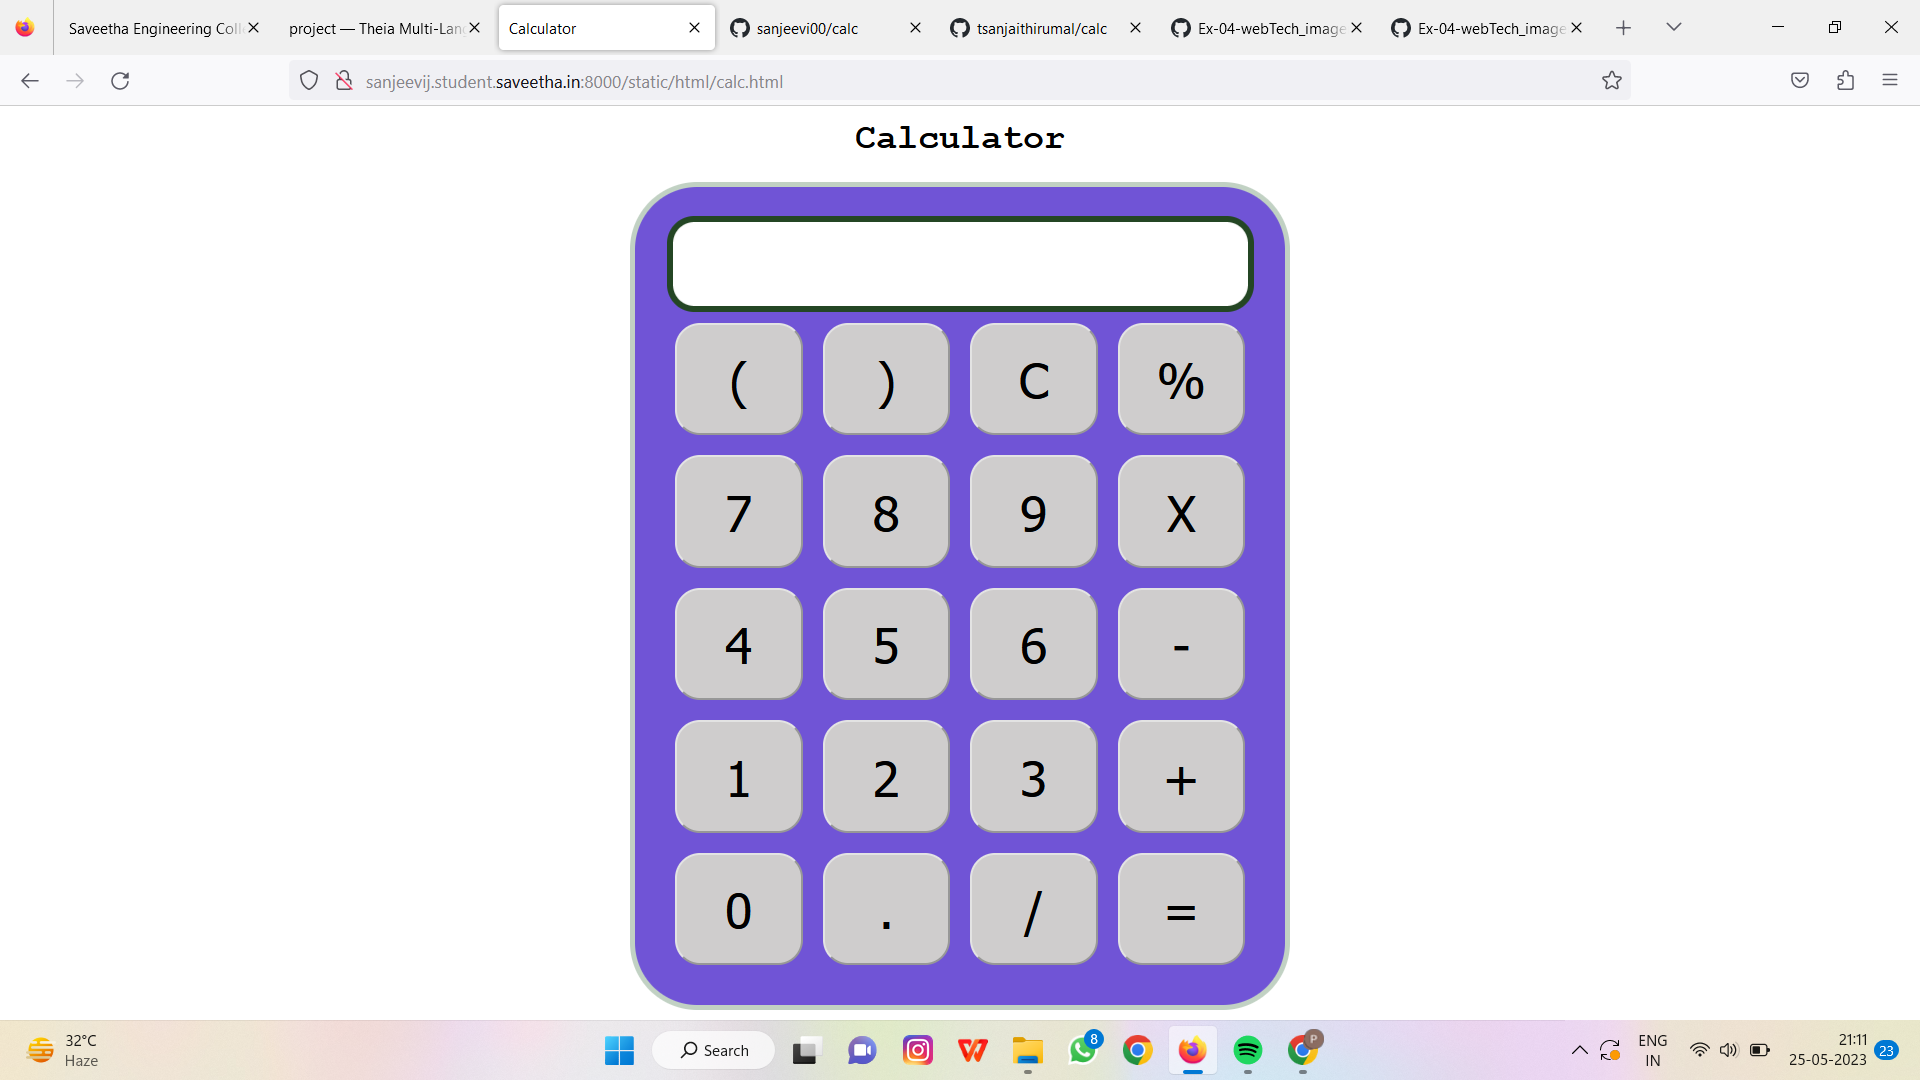 Saveetha Engineering Coll
project — Theia Multi-Lang
Calculator
sanjeevi00/calc
tsanjaithirumal/calc
Ex-04-webTech_image
Ex-04-webTech_image
sanjeevij.student.saveetha.in:8000/static/html/calc.html
Calculator
( ) C %
7 8 9 X
4 5 6 -
1 2 3 +
0 . / =
32°C
Haze
Search
8
P
ENG
IN
21:11
25-05-2023
23